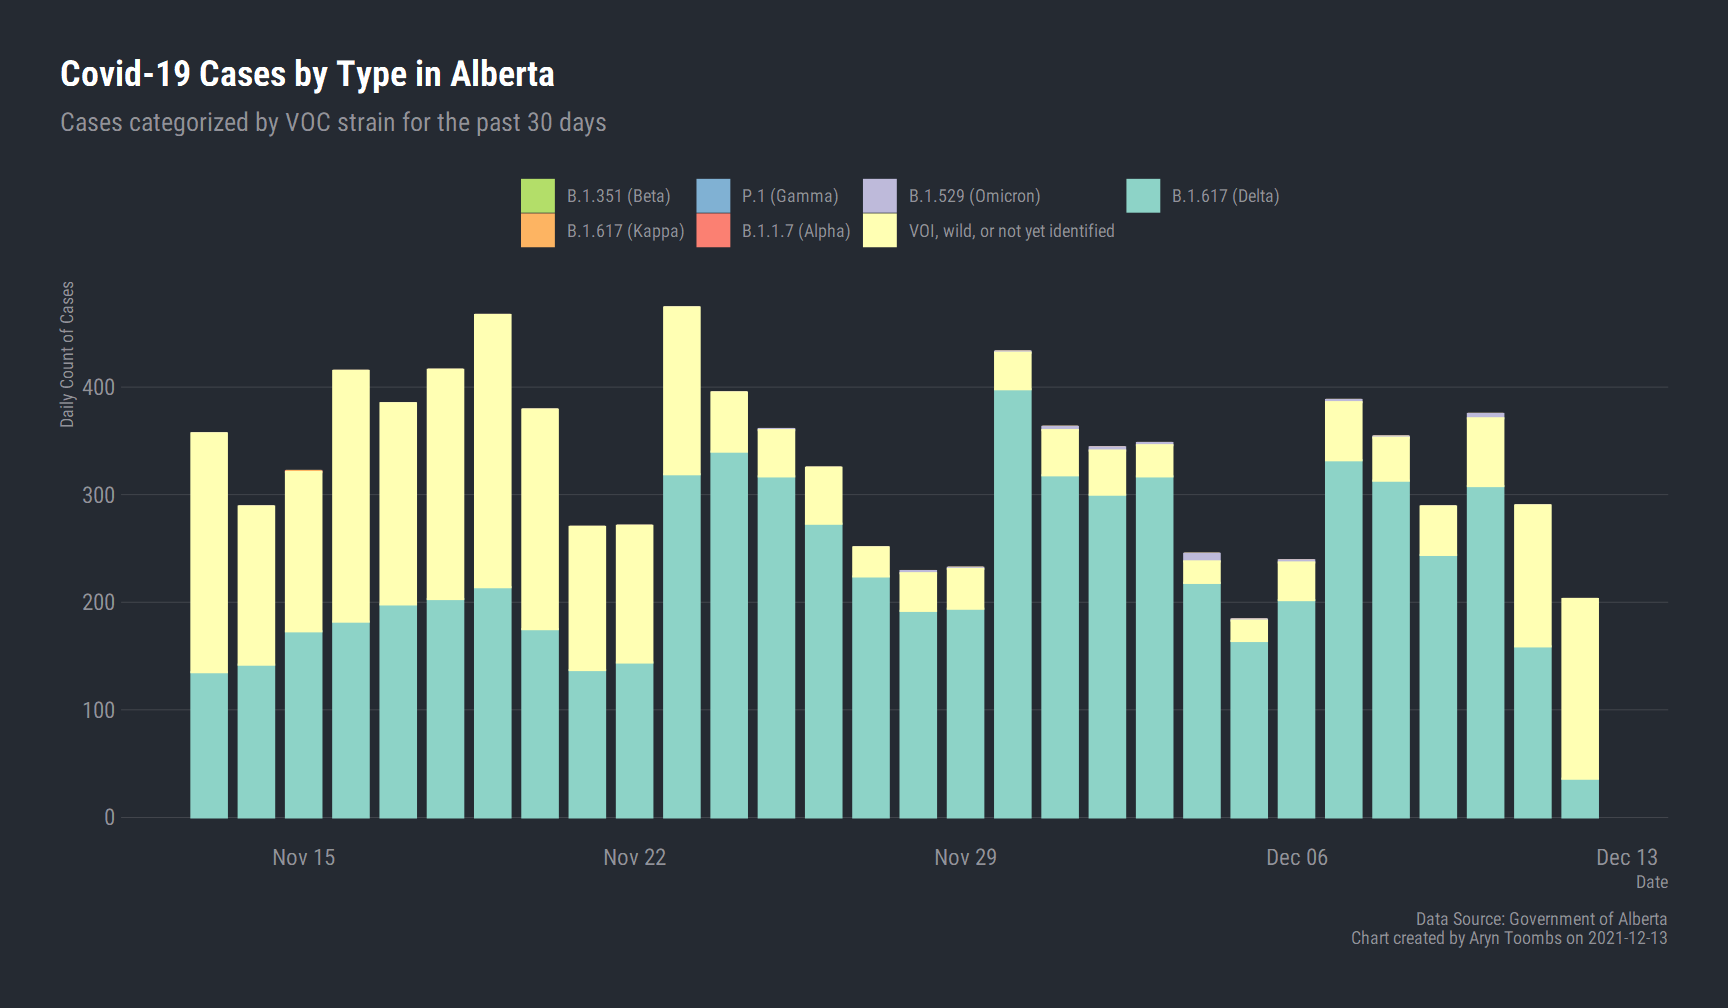 Covid-19 Cases by Type in Alberta
Cases categorized by VOC strain for the past 30 days
B.1.351 (Beta) P.1 (Gamma) B.1.529 (Omicron) B.1.617 (Delta)
B.1.617 (Kappa) B.1.1.7 (Alpha) VOI, wild, or not yet identified
Daily Count of Cases
400
300
200
100
0
Nov 15 Nov 22 Nov 29 Dec 06 Dec 13
Date
Data Source: Government of Alberta
Chart created by Aryn Toombs on 2021-12-13